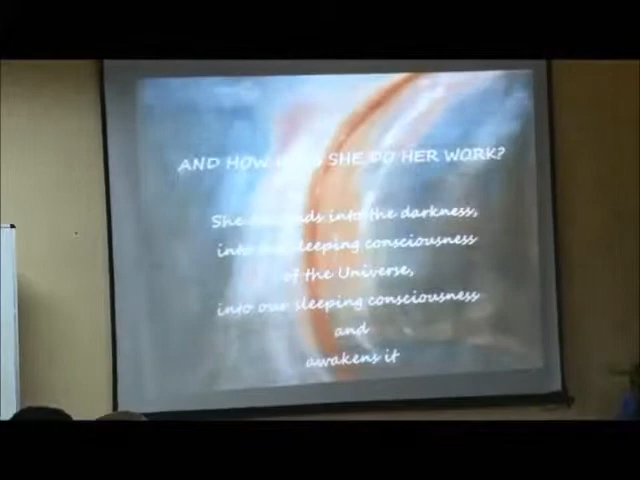 AND HOW SHE DO HER WORK?
She into the darkness,
into our sleeping consciousness
of the Universe,
into our sleeping consciousness
and
awakens it